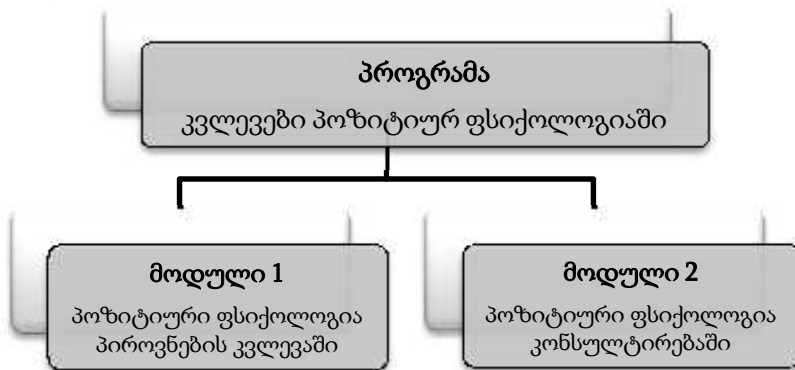 პროგრამა
კვლევები პოზიტიურ ფსიქოლოგიაში
მოდული 1
პოზიტიური ფსიქოლოგია
პიროვნების კვლევაში
მოდული 2
პოზიტიური ფსიქოლოგია
კონსულტირებაში